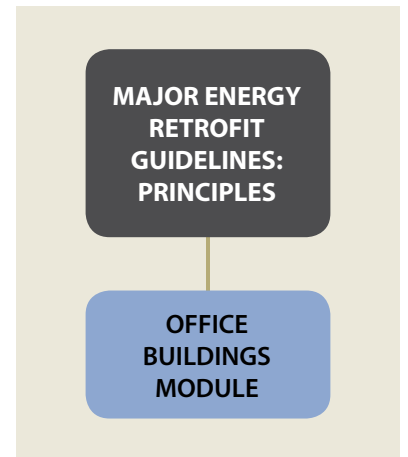 MAJOR ENERGY
RETROFIT
GUIDELINES:
PRINCIPLES
OFFICE
BUILDINGS
MODULE